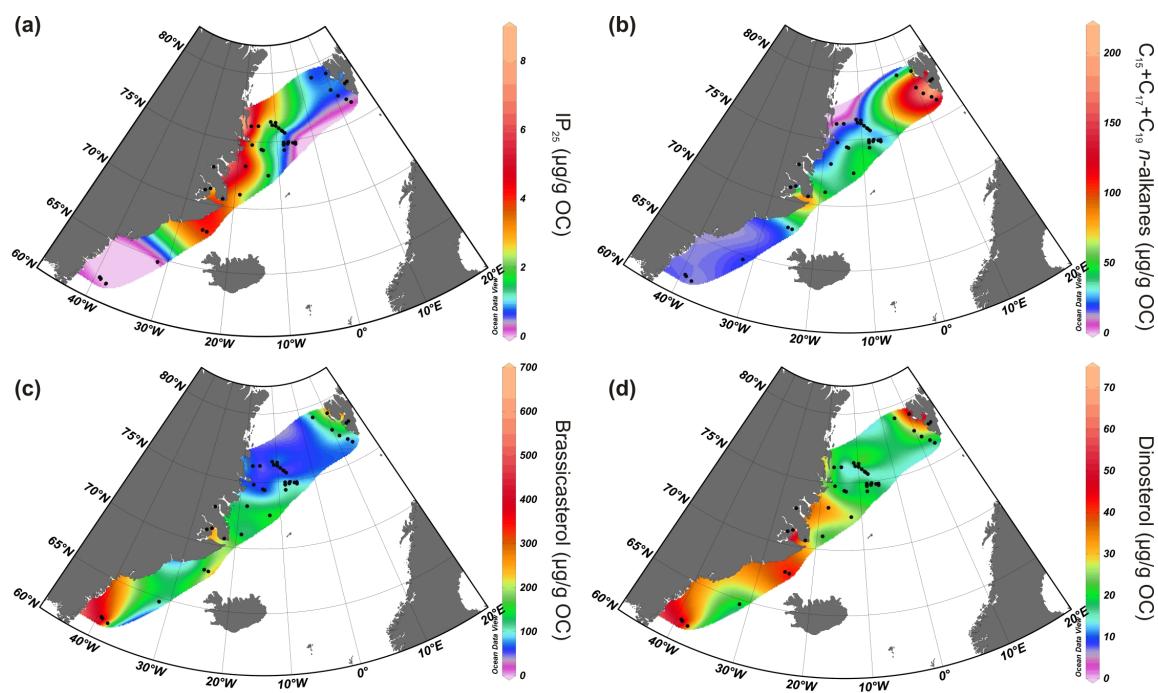 (a)
80°N
75°N
70°N
65°N
60°N
40°W
30°W
20°W
10°W
0°
10°E
20°E
Ocean Data View
8
6
4
2
0
IP25 (µg/g OC)
(b)
80°N
75°N
70°N
65°N
60°N
40°W
30°W
20°W
10°W
0°
10°E
20°E
Ocean Data View
200
150
100
50
0
C15+C17+C19 n-alkanes (µg/g OC)
(c)
80°N
75°N
70°N
65°N
60°N
40°W
30°W
20°W
10°W
0°
10°E
20°E
Ocean Data View
700
600
500
400
300
200
100
0
Brassicasterol (µg/g OC)
(d)
80°N
75°N
70°N
65°N
60°N
40°W
30°W
20°W
10°W
0°
10°E
20°E
Ocean Data View
70
60
50
40
30
20
10
0
Dinosterol (µg/g OC)